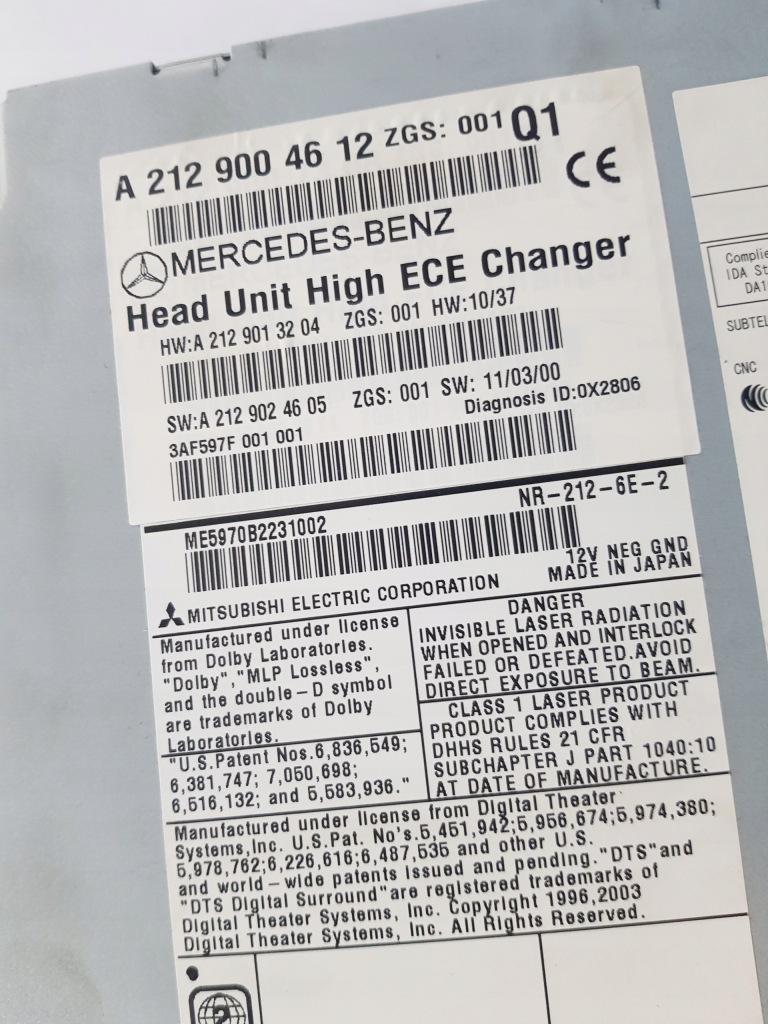 A 212 900 46 12 ZGS: 001 Q1
CE
MERCEDES-BENZ
Head Unit High ECE Changer
HW:A 212 901 32 04 ZGS: 001 HW:10/37
SW:A 212 902 46 05 ZGS: 001 SW: 11/03/00
3AF597F 001 001 Diagnosis ID:0X2806
NR-212-6E-2
ME5970B2231002
12V NEG GND
MADE IN JAPAN
MITSUBISHI ELECTRIC CORPORATION
Manufactured under license
from Dolby Laboratories.
"Dolby","MLP Lossless",
and the double-D symbol
are trademarks of Dolby
Laboratories.
"U.S.Patent Nos.6,836,549;
6,381,747; 7,050,698;
6,516,132; and 5,583,936."
DANGER
INVISIBLE LASER RADIATION
WHEN OPENED AND INTERLOCK
FAILED OR DEFEATED.AVOID
DIRECT EXPOSURE TO BEAM.
CLASS 1 LASER PRODUCT
PRODUCT COMPLIES WITH
DHHS RULES 21 CFR
SUBCHAPTER J PART 1040:10
AT DATE OF MANUFACTURE.
Manufactured under license from Digital Theater
Systems,Inc. U.S.Pat. No's.5,451,942;5,956,674;5,974,380;
5,978,762;6,226,616;6,487,535 and other U.S.
and world-wide patents issued and pending."DTS"and
"DTS Digital Surround"are registered trademarks of
Digital Theater Systems, Inc. Copyright 1996,2003
Digital Theater Systems, Inc. All Rights Reserved.
2
Complie
IDA St
DA1
SUBTEL
CNC